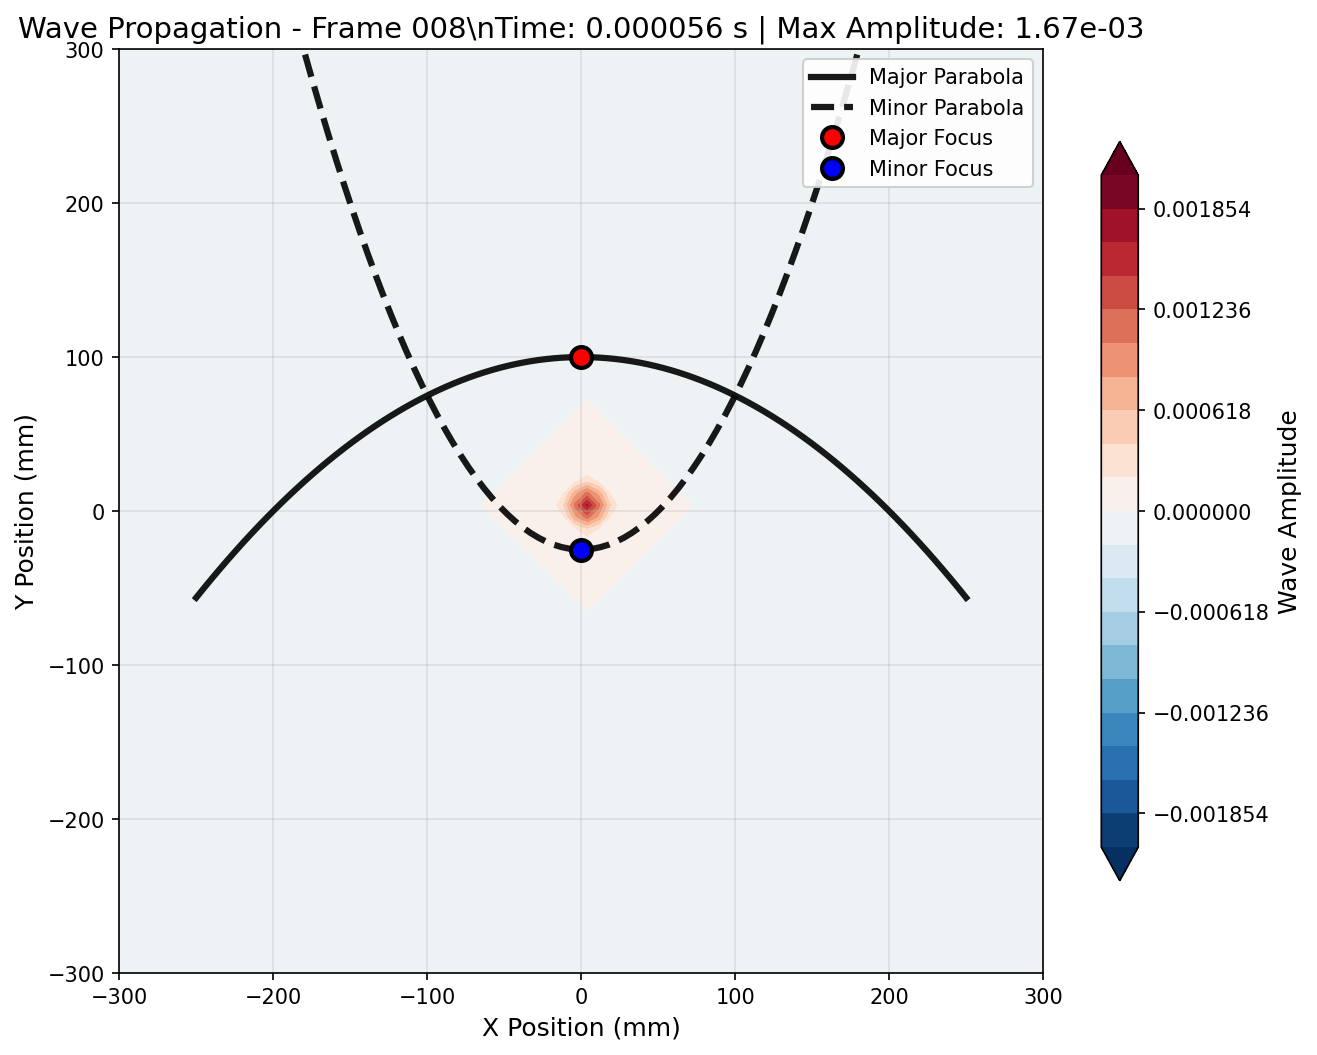 Wave Propagation - Frame 008\nTime: 0.000056 s | Max Amplitude: 1.67e-03
Major Parabola
Minor Parabola
Major Focus
Minor Focus
Y Position (mm)
300
200
100
0
−100
−200
−300
−300
−200
−100
0
100
200
300
X Position (mm)
0.001854
0.001236
0.000618
0.000000
−0.000618
−0.001236
−0.001854
Wave Amplitude